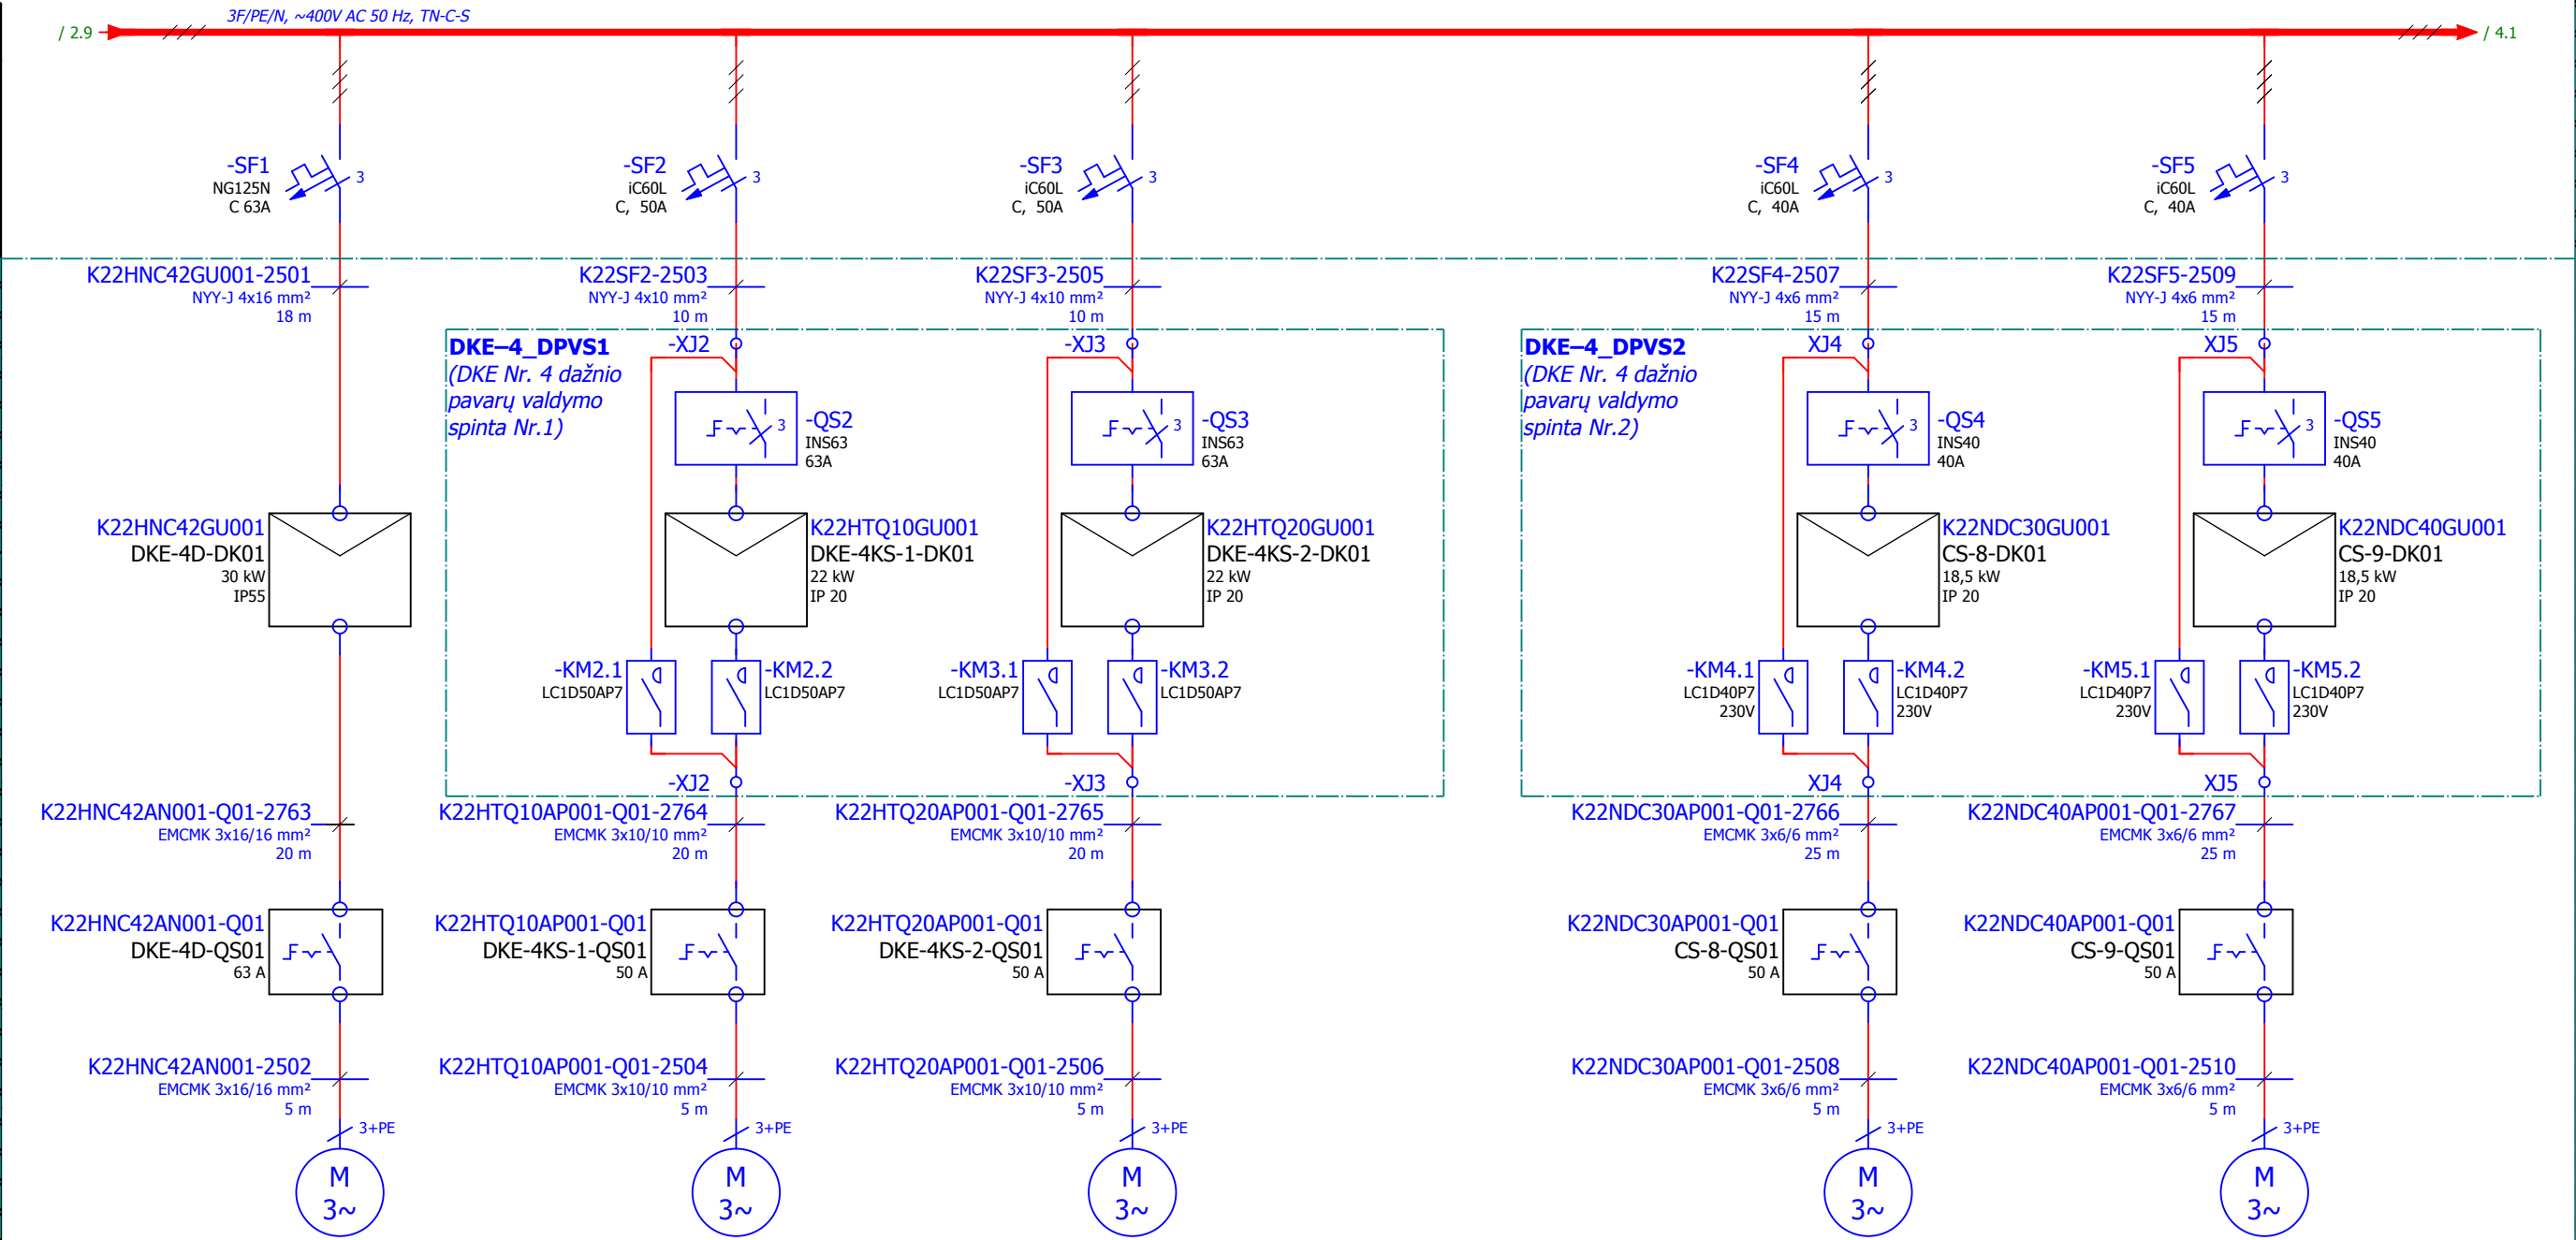 3F/PE/N, ~400V AC 50 Hz, TN-C-S
/ 2.9
/ 4.1
-SF1
NG125N
C 63A
3
-SF2
iC60L
C, 50A
3
-SF3
iC60L
C, 50A
3
-SF4
iC60L
C, 40A
3
-SF5
iC60L
C, 40A
3
K22HNC42GU001-2501
NYY-J 4x16 mm²
18 m
K22SF2-2503
NYY-J 4x10 mm²
10 m
K22SF3-2505
NYY-J 4x10 mm²
10 m
K22SF4-2507
NYY-J 4x6 mm²
15 m
K22SF5-2509
NYY-J 4x6 mm²
15 m
DKE–4_DPVS1
(DKE Nr. 4 dažnio
pavarų valdymo
spinta Nr.1)
-XJ2
-XJ3
DKE–4_DPVS2
(DKE Nr. 4 dažnio
pavarų valdymo
spinta Nr.2)
XJ4
XJ5
3
-QS2
INS63
63A
3
-QS3
INS63
63A
3
-QS4
INS40
40A
3
-QS5
INS40
40A
K22HNC42GU001
DKE-4D-DK01
30 kW
IP55
K22HTQ10GU001
DKE-4KS-1-DK01
22 kW
IP 20
K22HTQ20GU001
DKE-4KS-2-DK01
22 kW
IP 20
K22NDC30GU001
CS-8-DK01
18,5 kW
IP 20
K22NDC40GU001
CS-9-DK01
18,5 kW
IP 20
-KM2.1
LC1D50AP7
-KM2.2
LC1D50AP7
-KM3.1
LC1D50AP7
-KM3.2
LC1D50AP7
-KM4.1
LC1D40P7
230V
-KM4.2
LC1D40P7
230V
-KM5.1
LC1D40P7
230V
-KM5.2
LC1D40P7
230V
-XJ2
-XJ3
XJ4
XJ5
K22HNC42AN001-Q01-2763
EMCMK 3x16/16 mm²
20 m
K22HTQ10AP001-Q01-2764
EMCMK 3x10/10 mm²
20 m
K22HTQ20AP001-Q01-2765
EMCMK 3x10/10 mm²
20 m
K22NDC30AP001-Q01-2766
EMCMK 3x6/6 mm²
25 m
K22NDC40AP001-Q01-2767
EMCMK 3x6/6 mm²
25 m
K22HNC42AN001-Q01
DKE-4D-QS01
63 A
K22HTQ10AP001-Q01
DKE-4KS-1-QS01
50 A
K22HTQ20AP001-Q01
DKE-4KS-2-QS01
50 A
K22NDC30AP001-Q01
CS-8-QS01
50 A
K22NDC40AP001-Q01
CS-9-QS01
50 A
K22HNC42AN001-2502
EMCMK 3x16/16 mm²
5 m
K22HTQ10AP001-Q01-2504
EMCMK 3x10/10 mm²
5 m
K22HTQ20AP001-Q01-2506
EMCMK 3x10/10 mm²
5 m
K22NDC30AP001-Q01-2508
EMCMK 3x6/6 mm²
5 m
K22NDC40AP001-Q01-2510
EMCMK 3x6/6 mm²
5 m
3+PE
3+PE
3+PE
3+PE
3+PE
M
3~
M
3~
M
3~
M
3~
M
3~